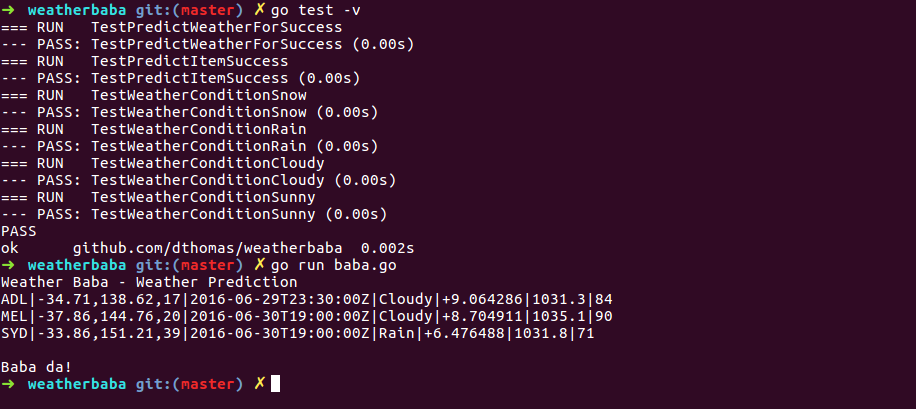 ➜  weatherbaba git:(master) ✗ go test -v
=== RUN   TestPredictWeatherForSuccess
--- PASS: TestPredictWeatherForSuccess (0.00s)
=== RUN   TestPredictItemSuccess
--- PASS: TestPredictItemSuccess (0.00s)
=== RUN   TestWeatherConditionSnow
--- PASS: TestWeatherConditionSnow (0.00s)
=== RUN   TestWeatherConditionRain
--- PASS: TestWeatherConditionRain (0.00s)
=== RUN   TestWeatherConditionCloudy
--- PASS: TestWeatherConditionCloudy (0.00s)
=== RUN   TestWeatherConditionSunny
--- PASS: TestWeatherConditionSunny (0.00s)
PASS
ok      github.com/dthomas/weatherbaba  0.002s
➜  weatherbaba git:(master) ✗ go run baba.go
Weather Baba - Weather Prediction
ADL|-34.71,138.62,17|2016-06-29T23:30:00Z|Cloudy|+9.064286|1031.3|84
MEL|-37.86,144.76,20|2016-06-30T19:00:00Z|Cloudy|+8.704911|1035.1|90
SYD|-33.86,151.21,39|2016-06-30T19:00:00Z|Rain|+6.476488|1031.8|71
Baba da!
➜  weatherbaba git:(master) ✗